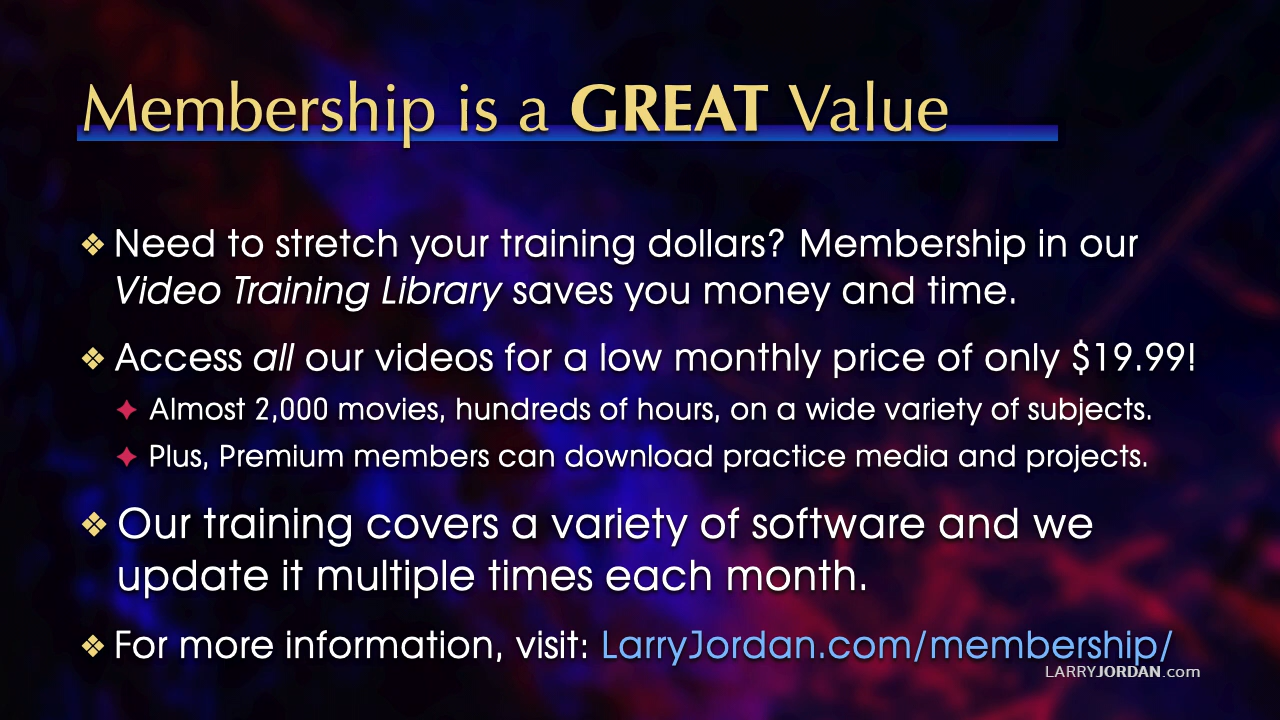 Membership is a GREAT Value
❖ Need to stretch your training dollars? Membership in our
Video Training Library saves you money and time.
❖ Access all our videos for a low monthly price of only $19.99!
✦ Almost 2,000 movies, hundreds of hours, on a wide variety of subjects.
✦ Plus, Premium members can download practice media and projects.
❖ Our training covers a variety of software and we
update it multiple times each month.
❖ For more information, visit: LarryJordan.com/membership/
LARRYJORDAN.com